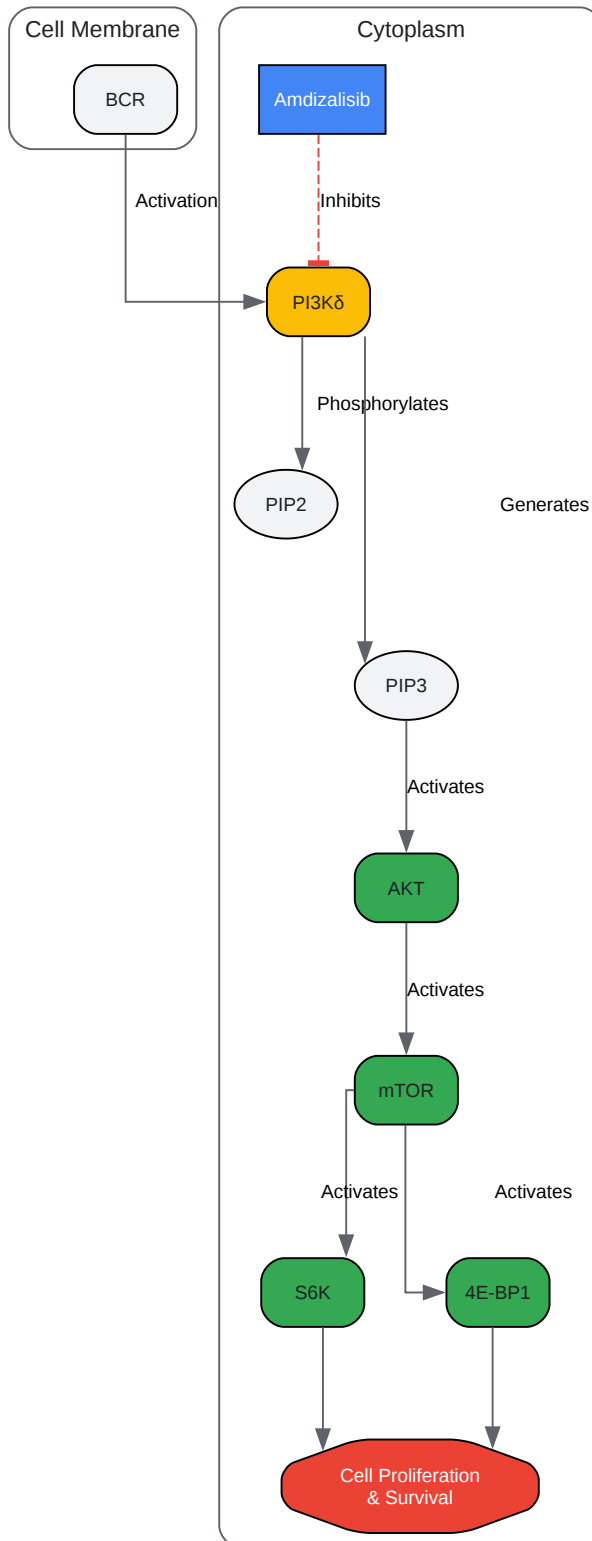 Cell Membrane
Cytoplasm
BCR
Amdizalisib
Activation
Inhibits
PI3Kδ
Phosphorylates
PIP2
Generates
PIP3
Activates
AKT
Activates
mTOR
Activates
Activates
S6K
4E-BP1
Cell Proliferation
& Survival